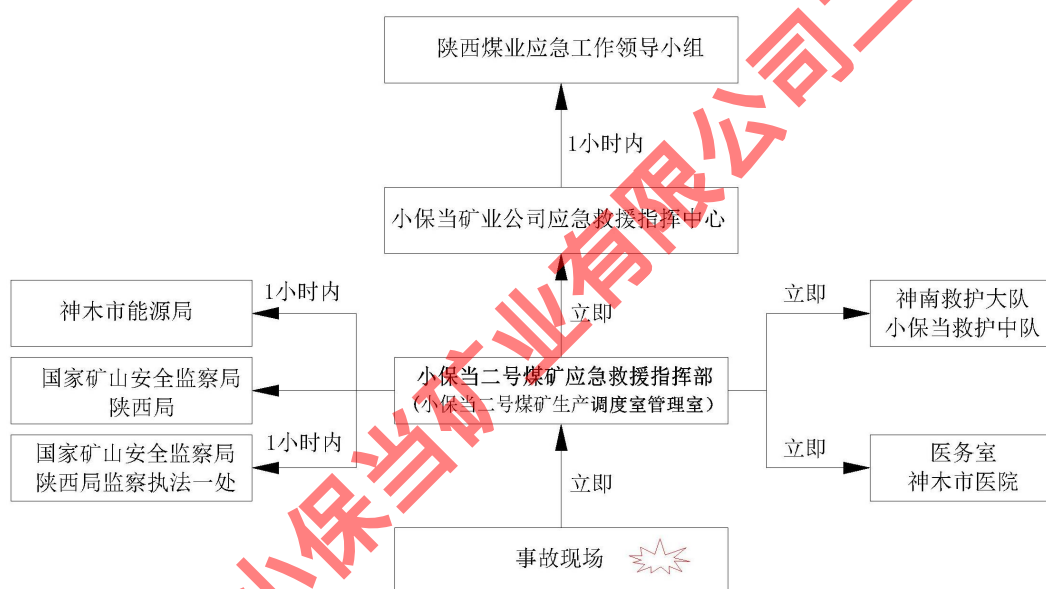 陕西煤业应急工作领导小组
1小时内
小保当矿业公司应急救援指挥中心
立即
神木市能源局
1小时内
国家矿山安全监察局
陕西局
国家矿山安全监察局
陕西局监察执法一处
1小时内
小保当二号煤矿应急救援指挥部
(小保当二号煤矿生产调度室管理室)
立即
神南救护大队
小保当救护中队
立即
医务室
神木市医院
立即
事故现场
小保当矿业有限公司二